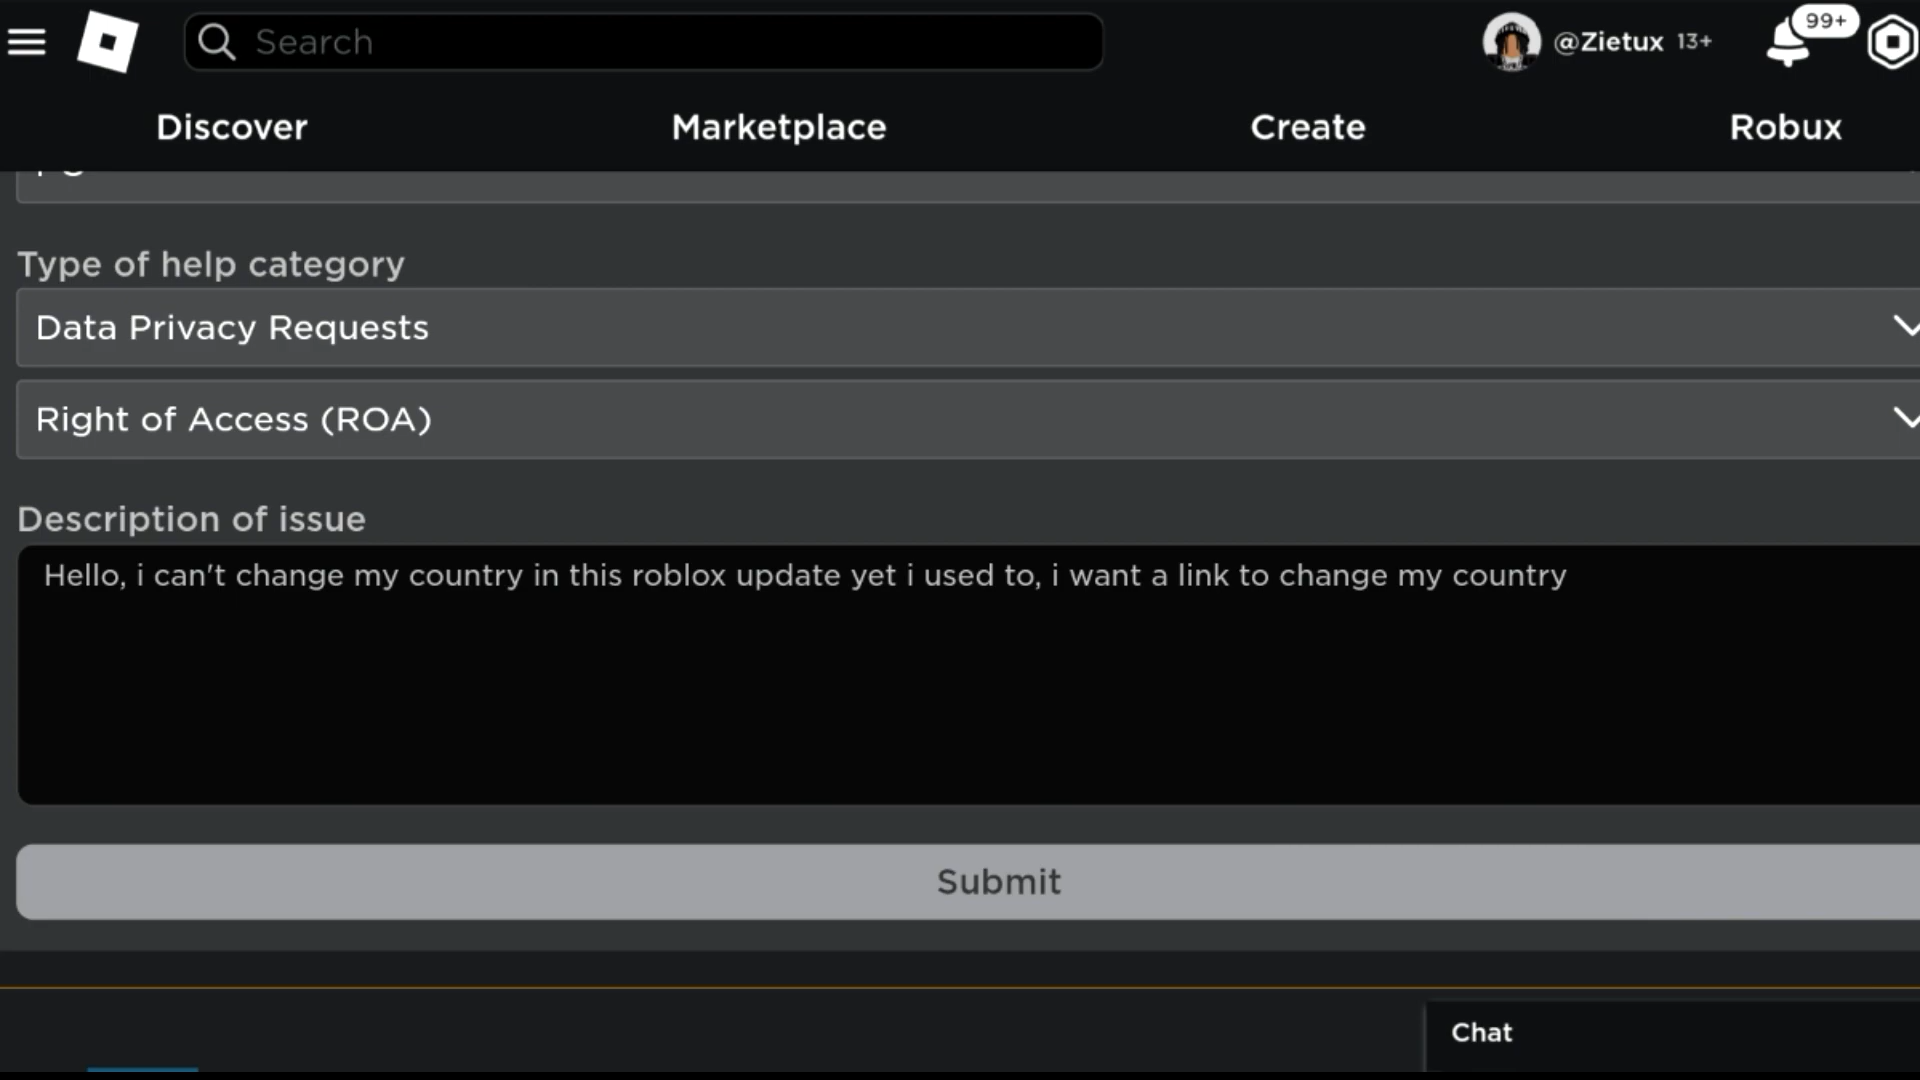 Search
@Zietux 13+
99+
Discover
Marketplace
Create
Robux
Type of help category
Data Privacy Requests
Right of Access (ROA)
Description of issue
Hello, i can't change my country in this roblox update yet i used to, i want a link to change my country
Submit
Chat